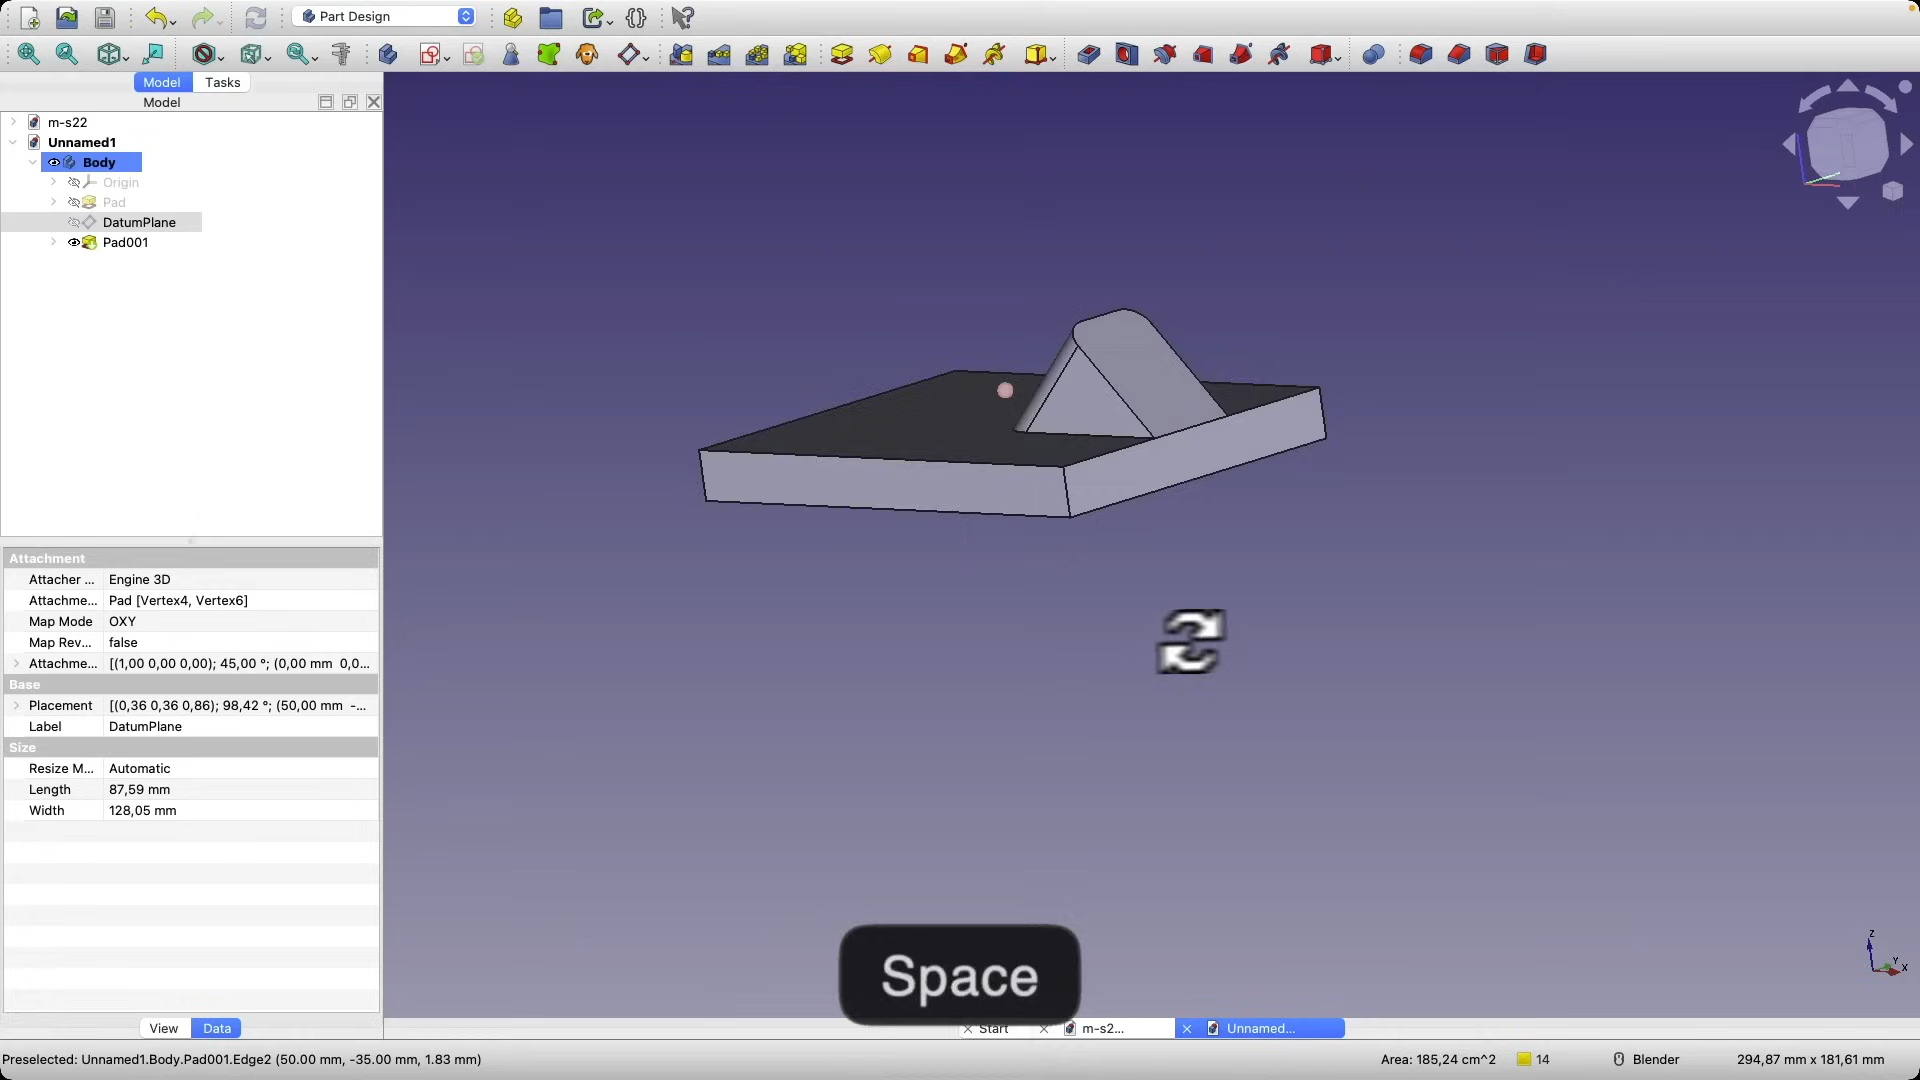 Part Design
Model
Tasks
Model
m-s22
Unnamed1
Body
Origin
Pad
DatumPlane
Pad001
Attachment
Attacher ... Engine 3D
Attachme... Pad [Vertex4, Vertex6]
Map Mode OXY
Map Rev... false
Attachme... [(1,00 0,00 0,00); 45,00 °; (0,00 mm 0,0...
Base
Placement [(0,36 0,36 0,86); 98,42 °; (50,00 mm -...
Label DatumPlane
Size
Resize M... Automatic
Length 87,59 mm
Width 128,05 mm
Z
Y
X
Space
View
Data
Start
m-s2...
Unnamed...
Preselected: Unnamed1.Body.Pad001.Edge2 (50.00 mm, -35.00 mm, 1.83 mm)
Area: 185,24 cm^2
14
Blender
294,87 mm x 181,61 mm